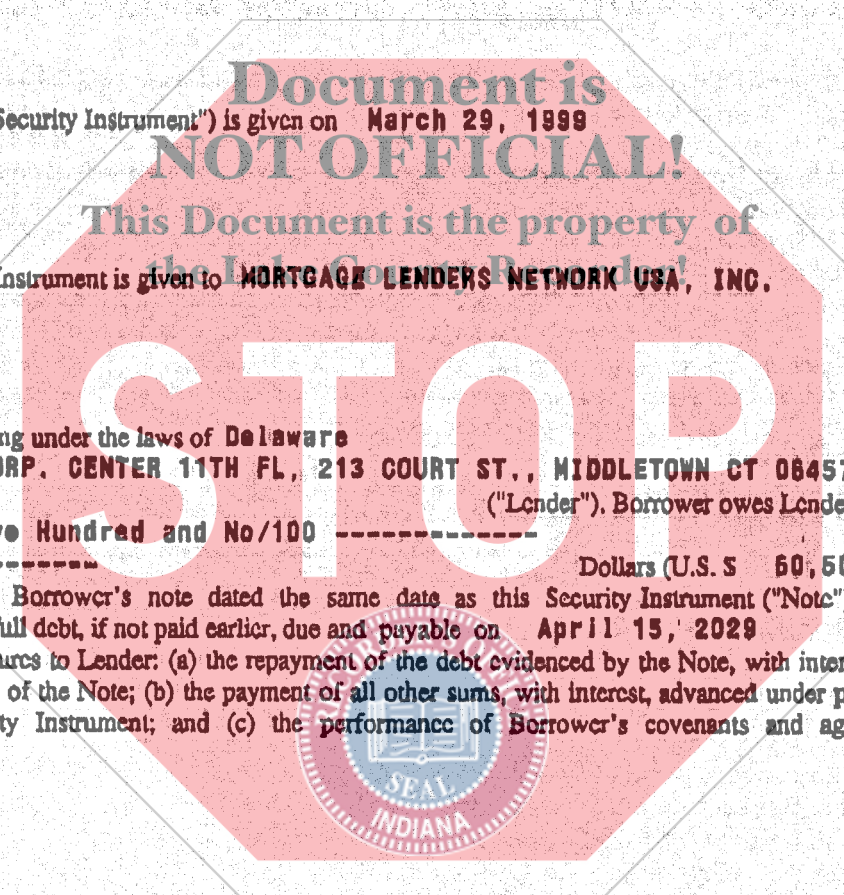 Document is
Security Instrument") is given on March 29, 1999
NOT OFFICIAL!
This Document is the property of
the Lake County Recorder!
Instrument is given to MORTGAGE LENDERS NETWORK USA, INC.
STOP
ng under the laws of Delaware
ORP. CENTER 11TH FL, 213 COURT ST., MIDDLETOWN CT 06457
("Lender"). Borrower owes Lende
ve Hundred and No/100 -------------
Dollars (U.S. $ 60,50
Borrower's note dated the same date as this Security Instrument ("Note"
full debt, if not paid earlier, due and payable on April 15, 2029
ures to Lender: (a) the repayment of the debt evidenced by the Note, with inter
of the Note; (b) the payment of all other sums, with interest, advanced under p
ty Instrument; and (c) the performance of Borrower's covenants and ag
SEAL
INDIANA